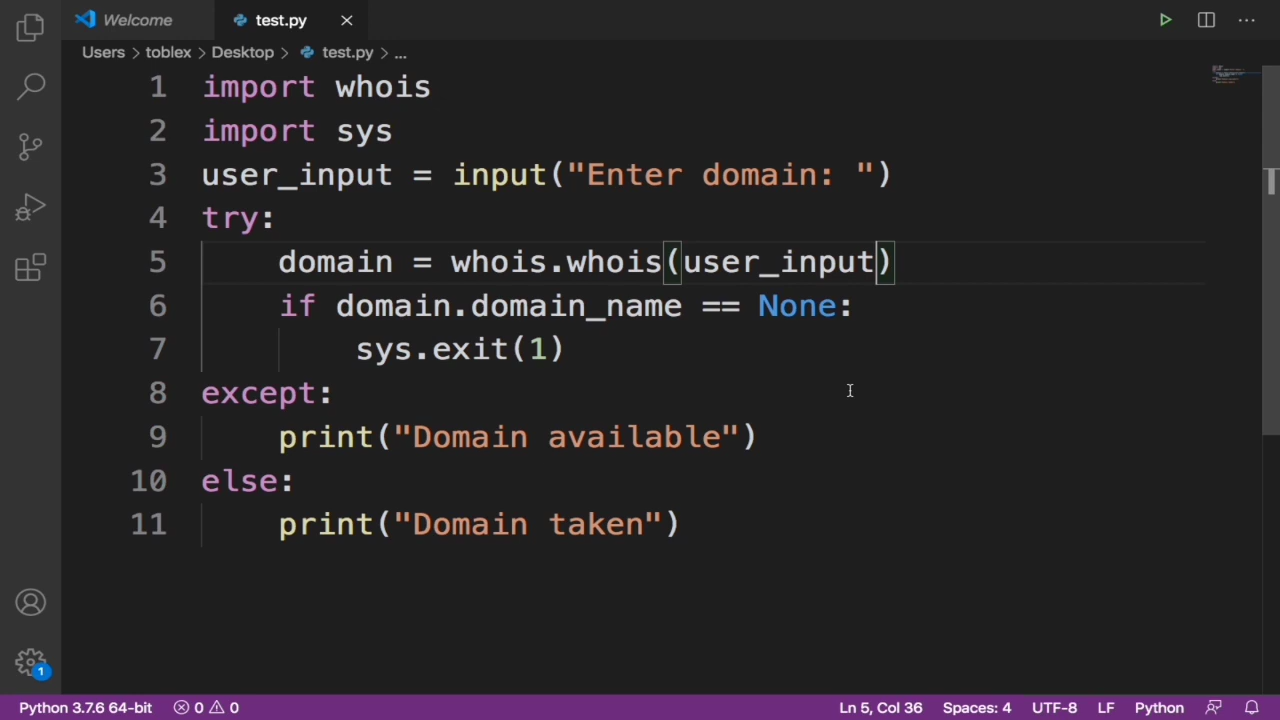 Welcome
test.py
Users > toblex > Desktop > test.py > ...
1 import whois
2 import sys
3 user_input = input("Enter domain: ")
4 try:
5     domain = whois.whois(user_input)
6     if domain.domain_name == None:
7         sys.exit(1)
8 except:
9     print("Domain available")
10 else:
11     print("Domain taken")
1
Python 3.7.6 64-bit 0 0 Ln 5, Col 36 Spaces: 4 UTF-8 LF Python